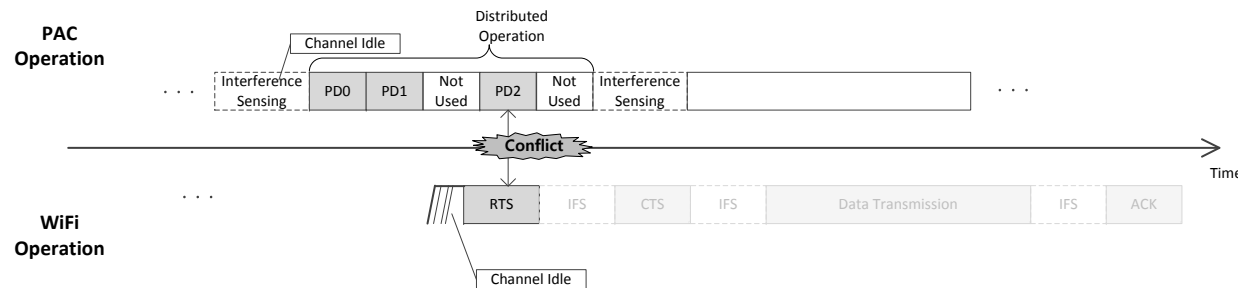 Distributed
Operation
PAC
Operation
Channel Idle
. . .
Interference
Sensing
PD0
PD1
Not
Used
PD2
Not
Used
Interference
Sensing
. . .
Conflict
Time
. . .
WiFi
Operation
RTS
IFS
CTS
IFS
Data Transmission
IFS
ACK
Channel Idle